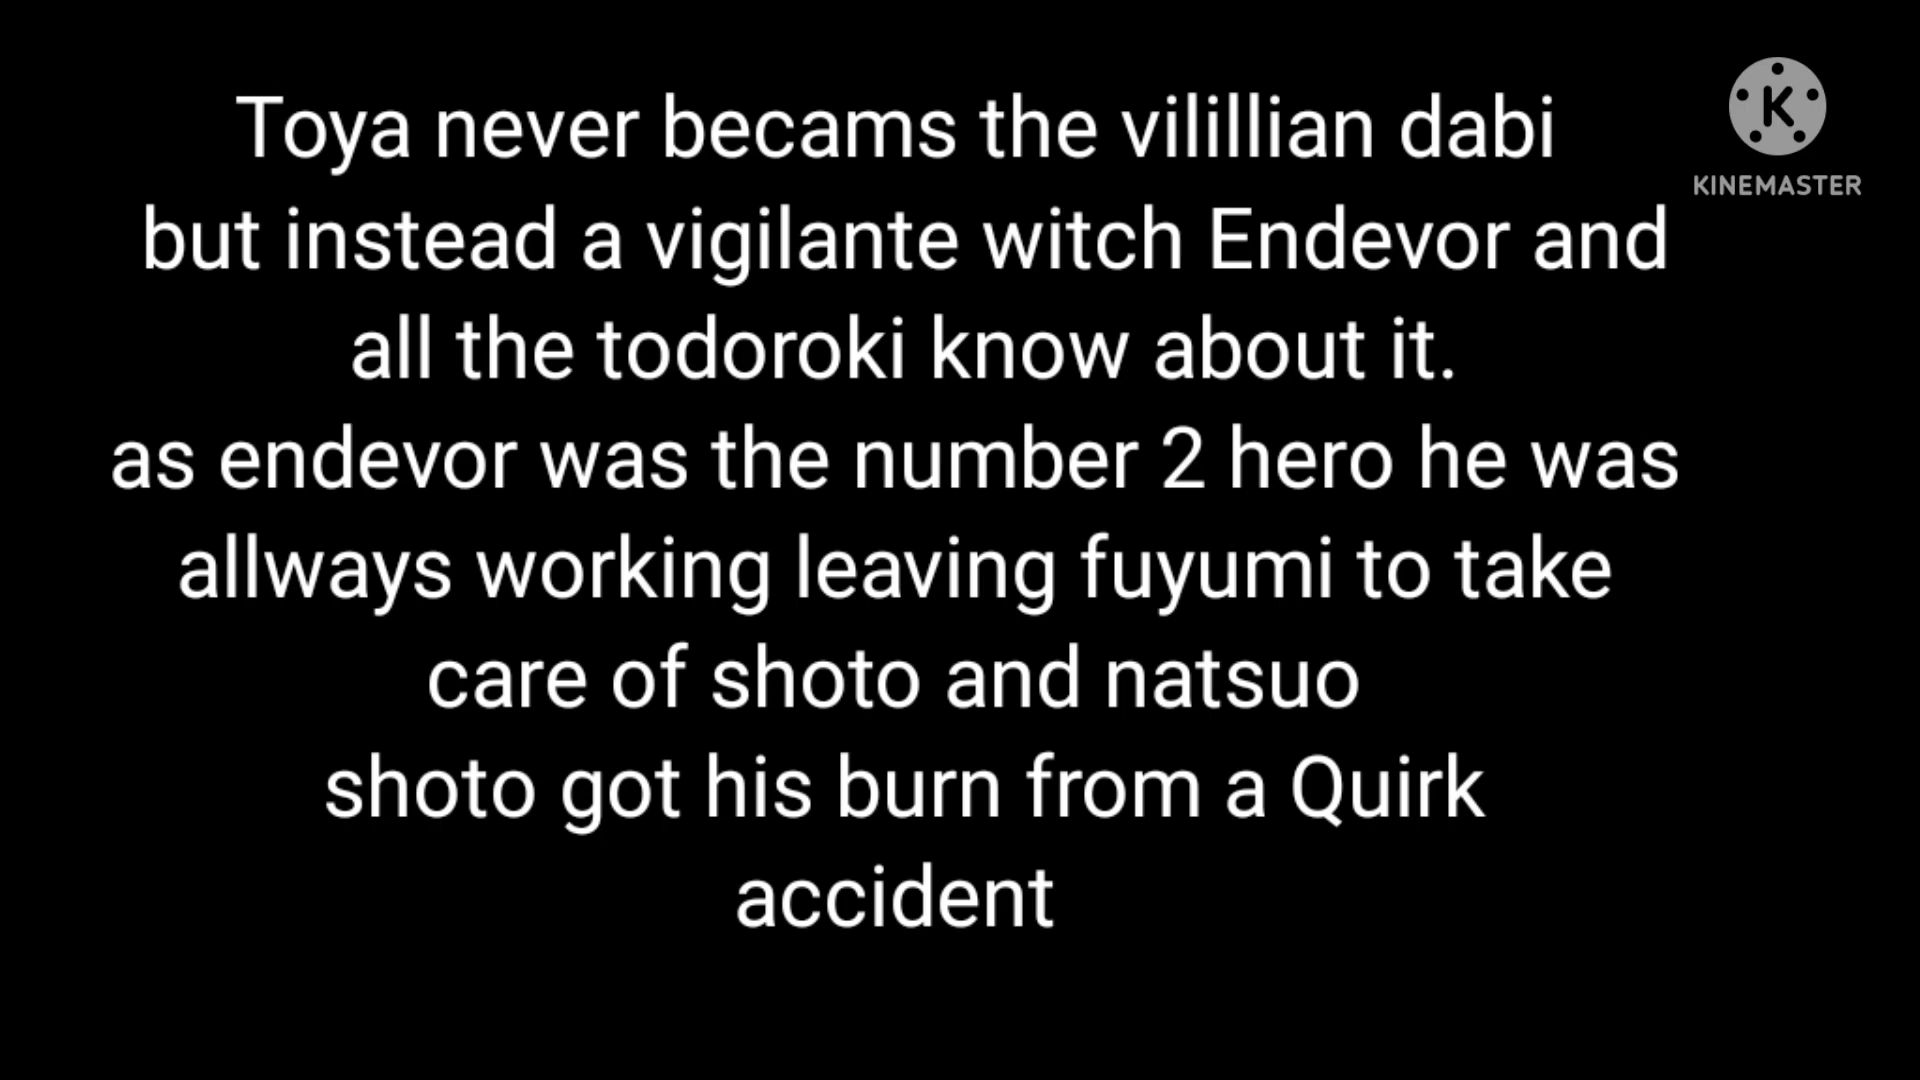 Toya never becams the vilillian dabi
but instead a vigilante witch Endevor and
all the todoroki know about it.
as endevor was the number 2 hero he was
allways working leaving fuyumi to take
care of shoto and natsuo
shoto got his burn from a Quirk
accident
K
KINEMASTER